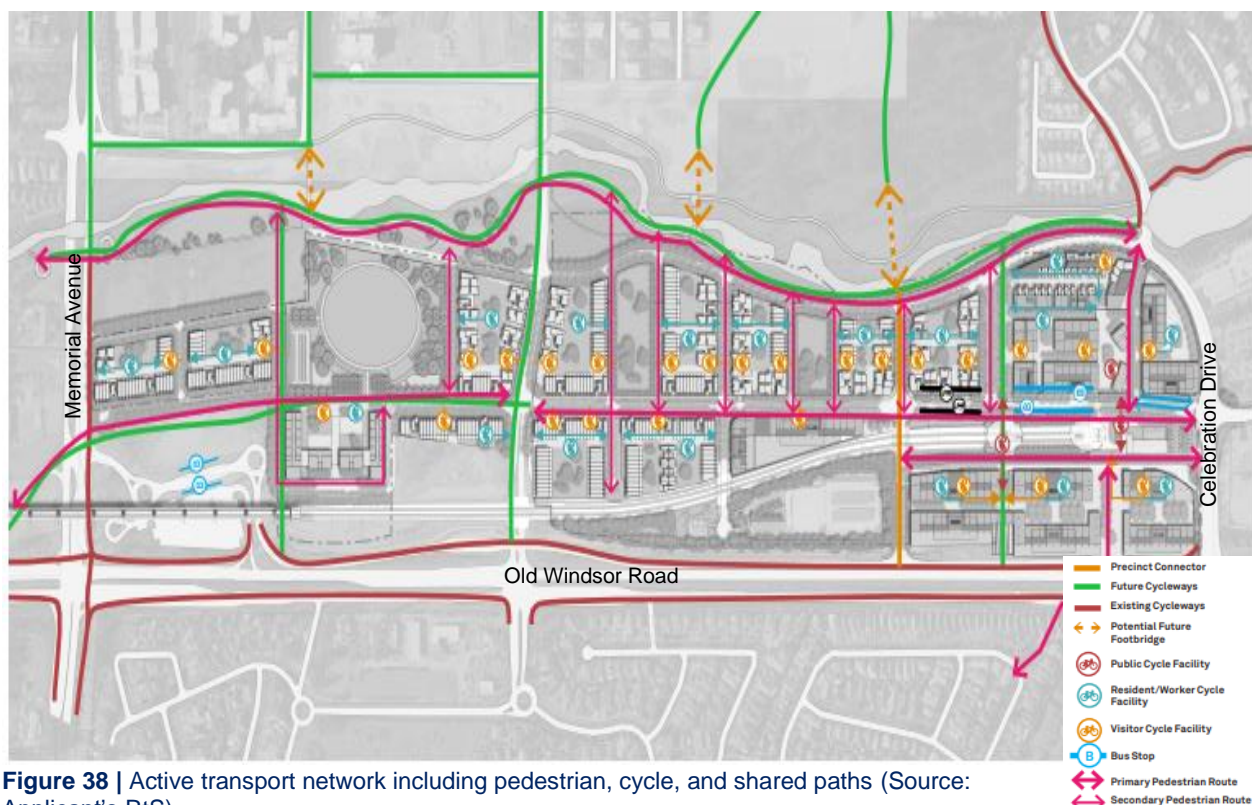 Memorial Avenue
Celebration Drive
Old Windsor Road
Precinct Connector
Future Cycleways
Existing Cycleways
Potential Future
Footbridge
Public Cycle Facility
Resident/Worker Cycle
Facility
Visitor Cycle Facility
B
Bus Stop
Primary Pedestrian Route
Secondary Pedestrian Route
Figure 38 | Active transport network including pedestrian, cycle, and shared paths (Source: